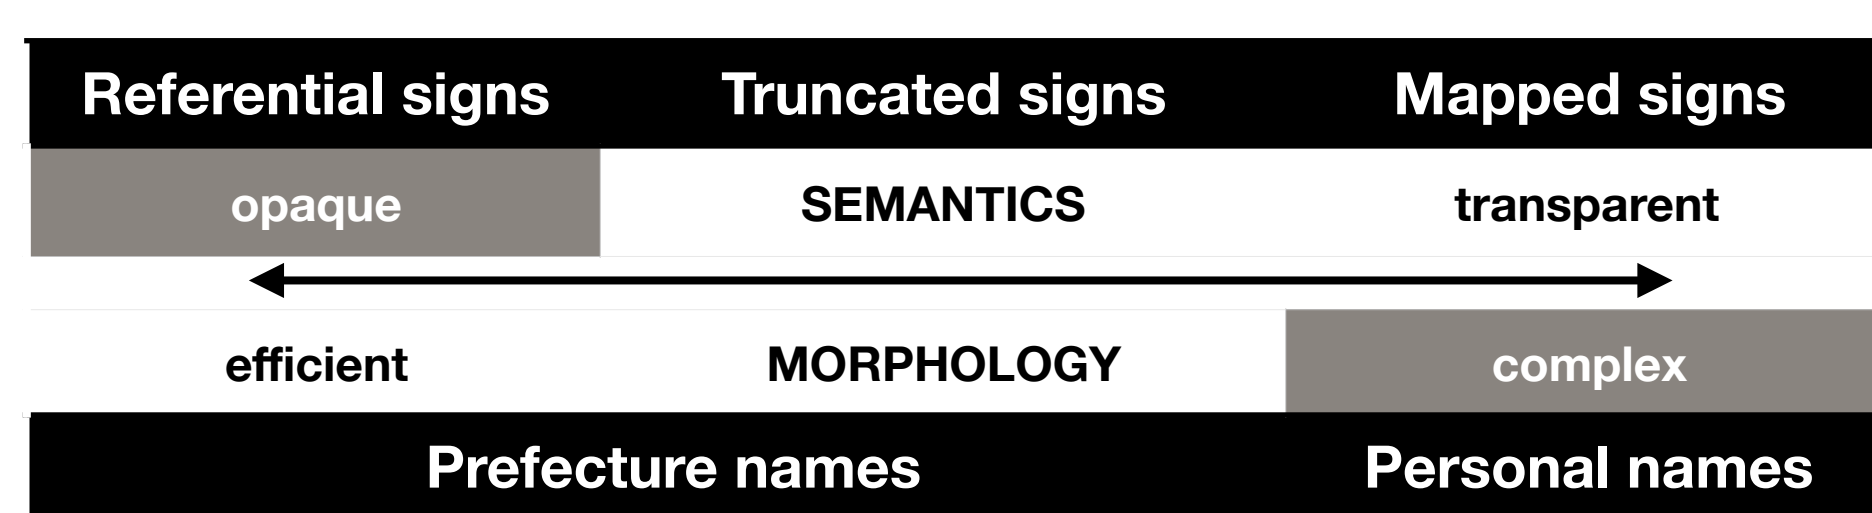 Referential signs Truncated signs Mapped signs
opaque SEMANTICS transparent
efficient MORPHOLOGY complex
Prefecture names Personal names